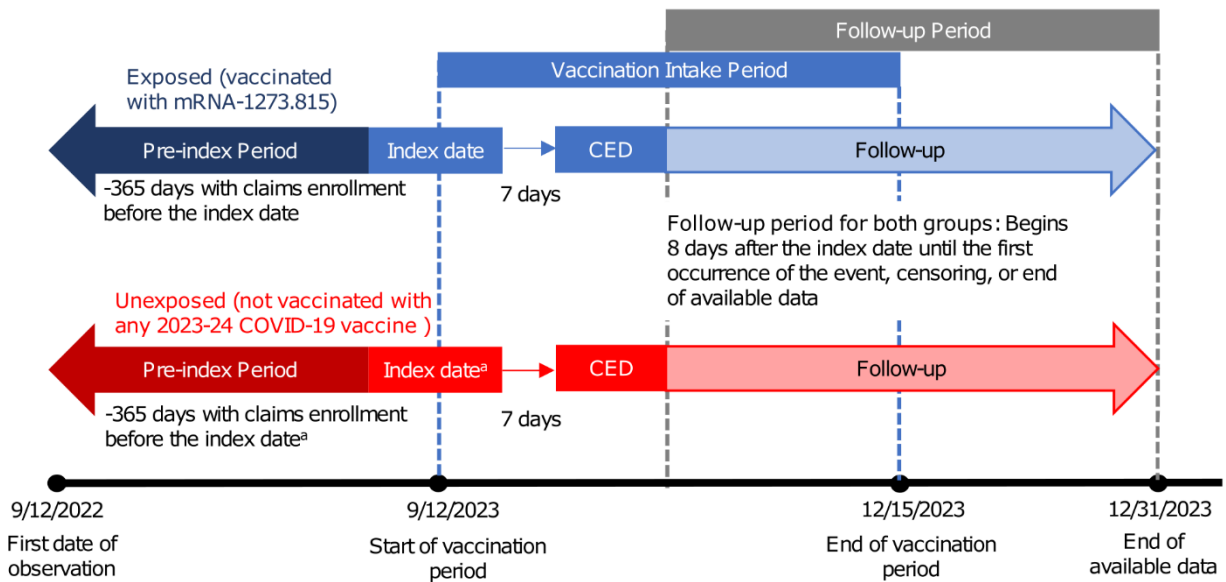 Follow-up Period
Vaccination Intake Period
Exposed (vaccinated
with mRNA-1273.815)
Pre-index Period
Index date
CED
Follow-up
-365 days with claims enrollment
before the index date
7 days
Follow-up period for both groups: Begins
8 days after the index date until the first
occurrence of the event, censoring, or end
of available data
Unexposed (not vaccinated with
any 2023-24 COVID-19 vaccine )
Pre-index Period
Index dateᵃ
CED
Follow-up
-365 days with claims enrollment
before the index dateᵃ
7 days
9/12/2022
First date of
observation
9/12/2023
Start of vaccination
period
12/15/2023
End of vaccination
period
12/31/2023
End of
available data